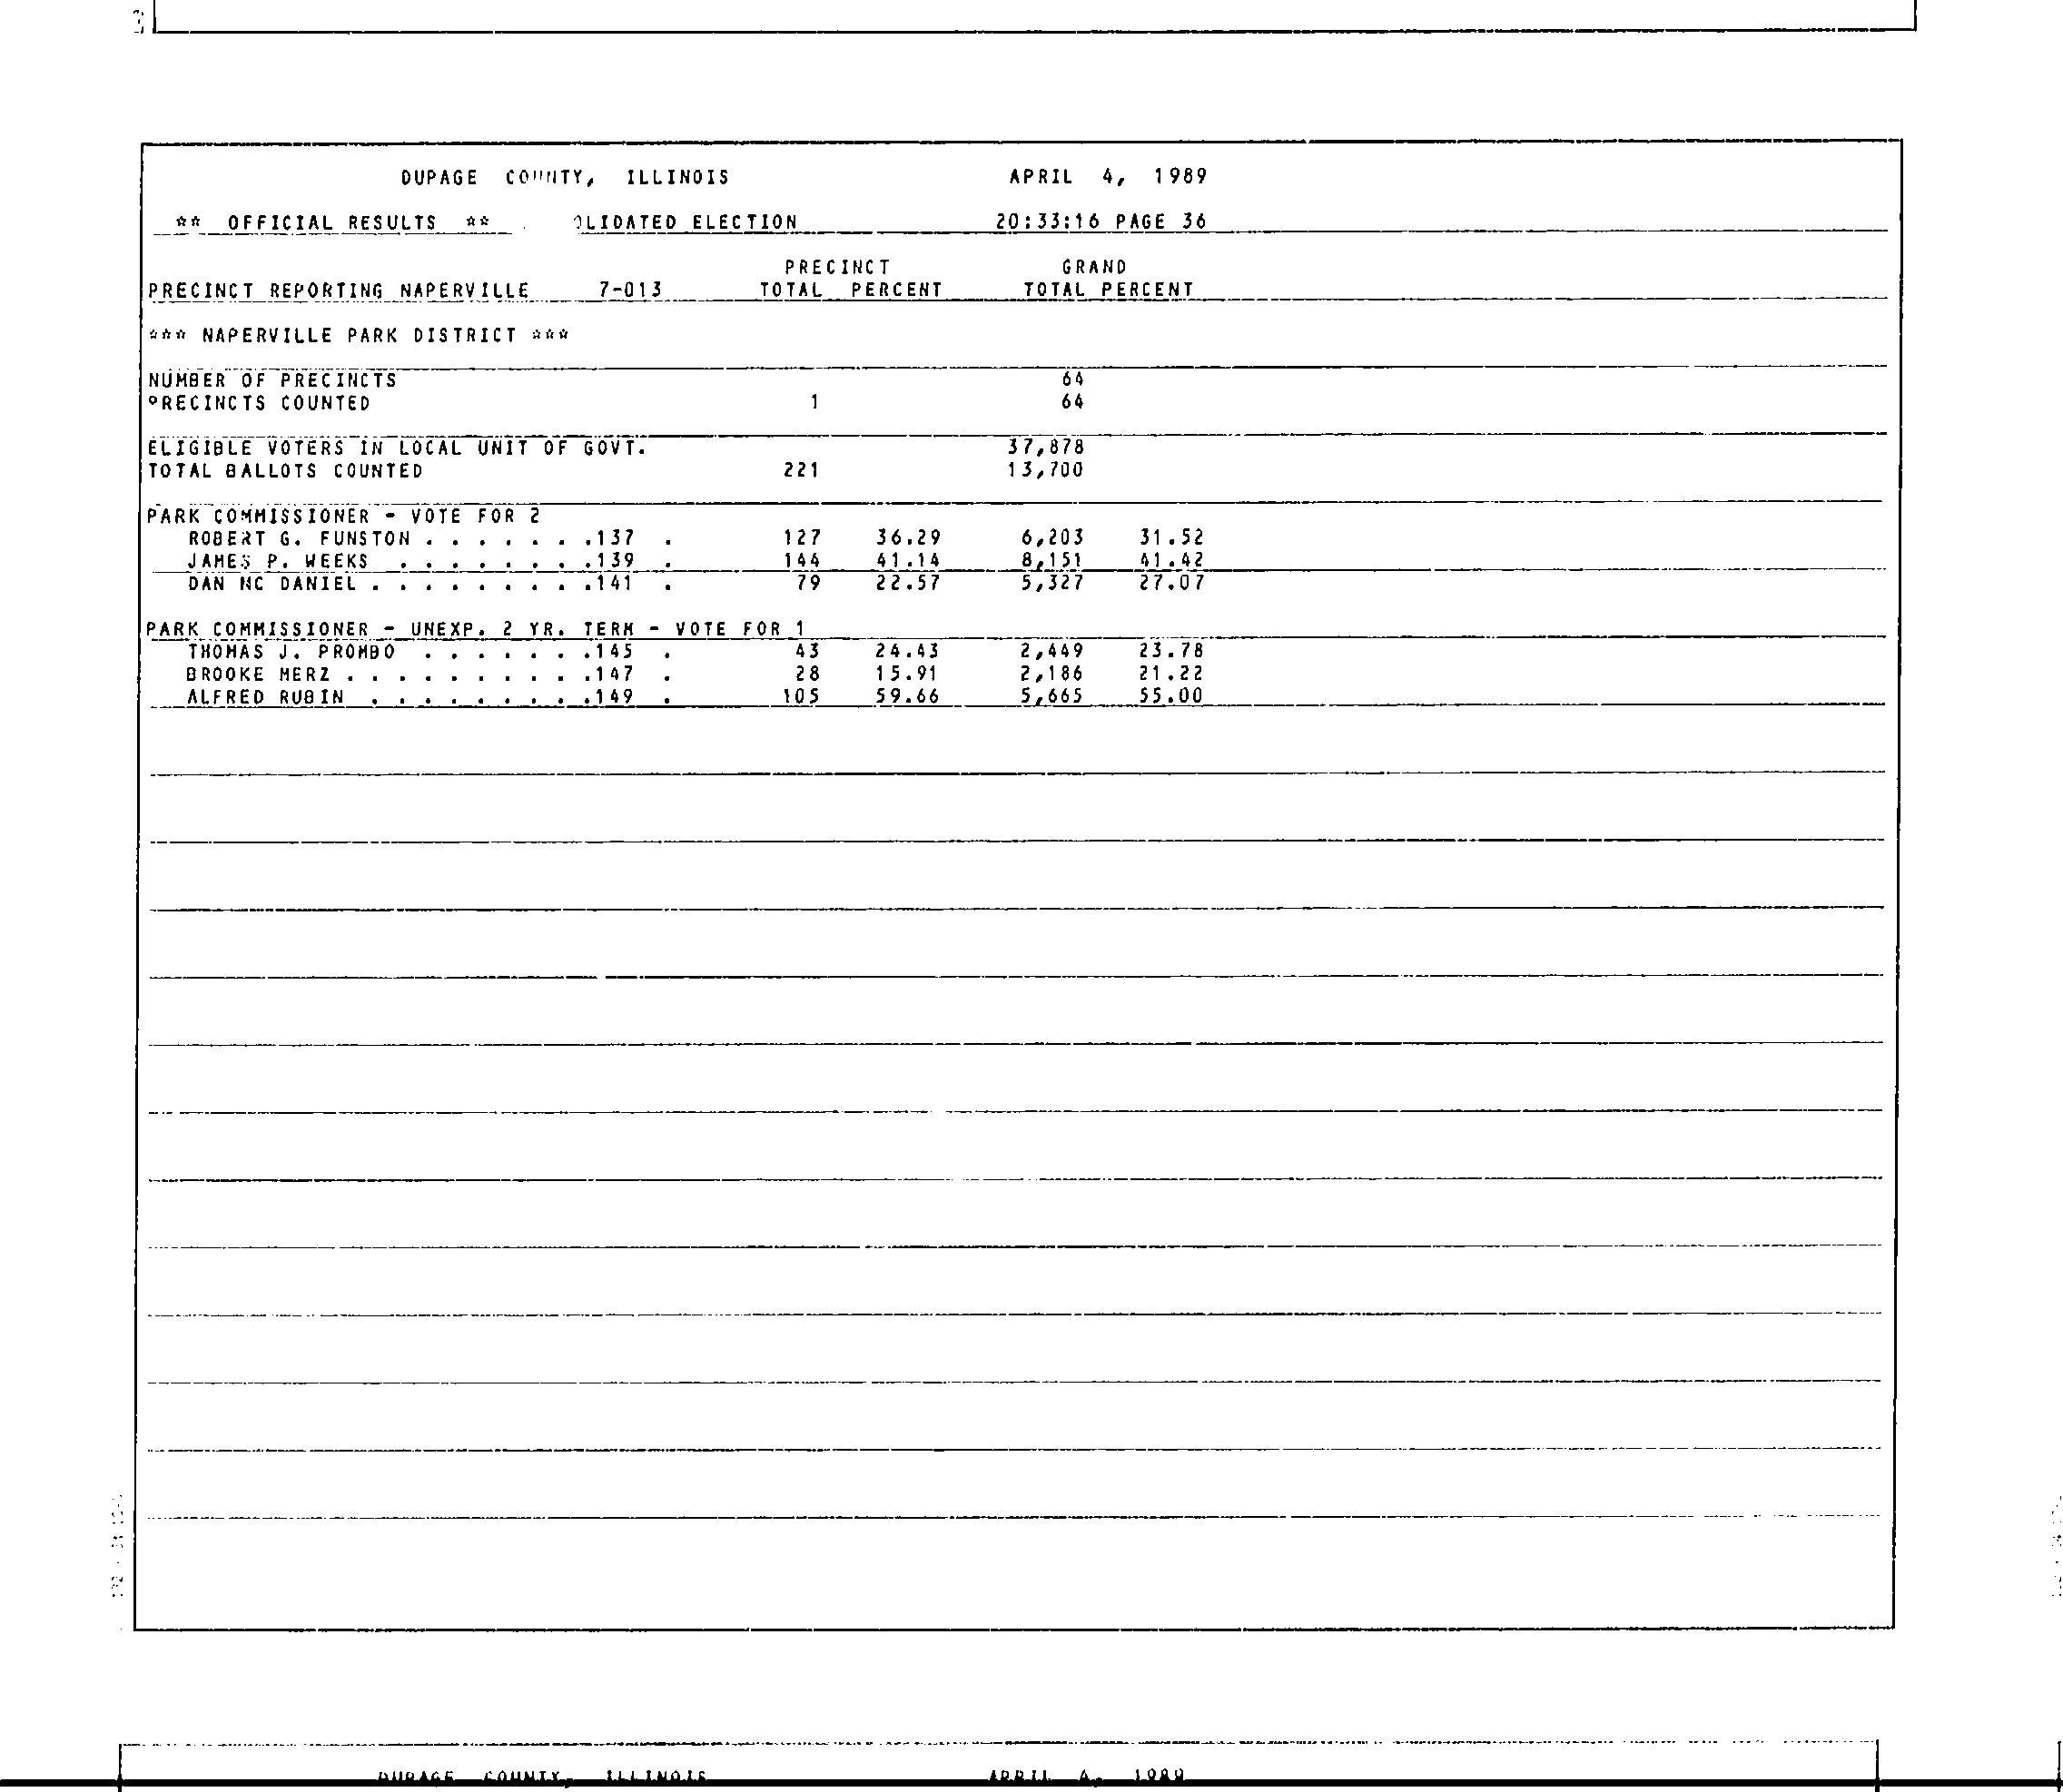 DUPAGE COUNTY, ILLINOIS APRIL 4, 1989
** OFFICIAL RESULTS ** OLIDATED ELECTION 20:33:16 PAGE 36
PRECINCT GRAND
PRECINCT REPORTING NAPERVILLE 7-013 TOTAL PERCENT TOTAL PERCENT
*** NAPERVILLE PARK DISTRICT ***
NUMBER OF PRECINCTS 64
PRECINCTS COUNTED 1 64
ELIGIBLE VOTERS IN LOCAL UNIT OF GOVT. 37,878
TOTAL BALLOTS COUNTED 221 13,700
PARK COMMISSIONER - VOTE FOR 2
ROBERT G. FUNSTON . . . . . . .137 . 127 36.29 6,203 31.52
JAMES P. WEEKS . . . . . . . .139 . 144 41.14 8,151 41.42
DAN MC DANIEL . . . . . . . . .141 . 79 22.57 5,327 27.07
PARK COMMISSIONER - UNEXP. 2 YR. TERM - VOTE FOR 1
THOMAS J. PROMBO . . . . . . .145 . 43 24.43 2,449 23.78
BROOKE MERZ . . . . . . . . . .147 . 28 15.91 2,186 21.22
ALFRED RUBIN . . . . . . . . .149 . 105 59.66 5,665 55.00
DUPAGE COUNTY, ILLINOIS APRIL 4, 1989